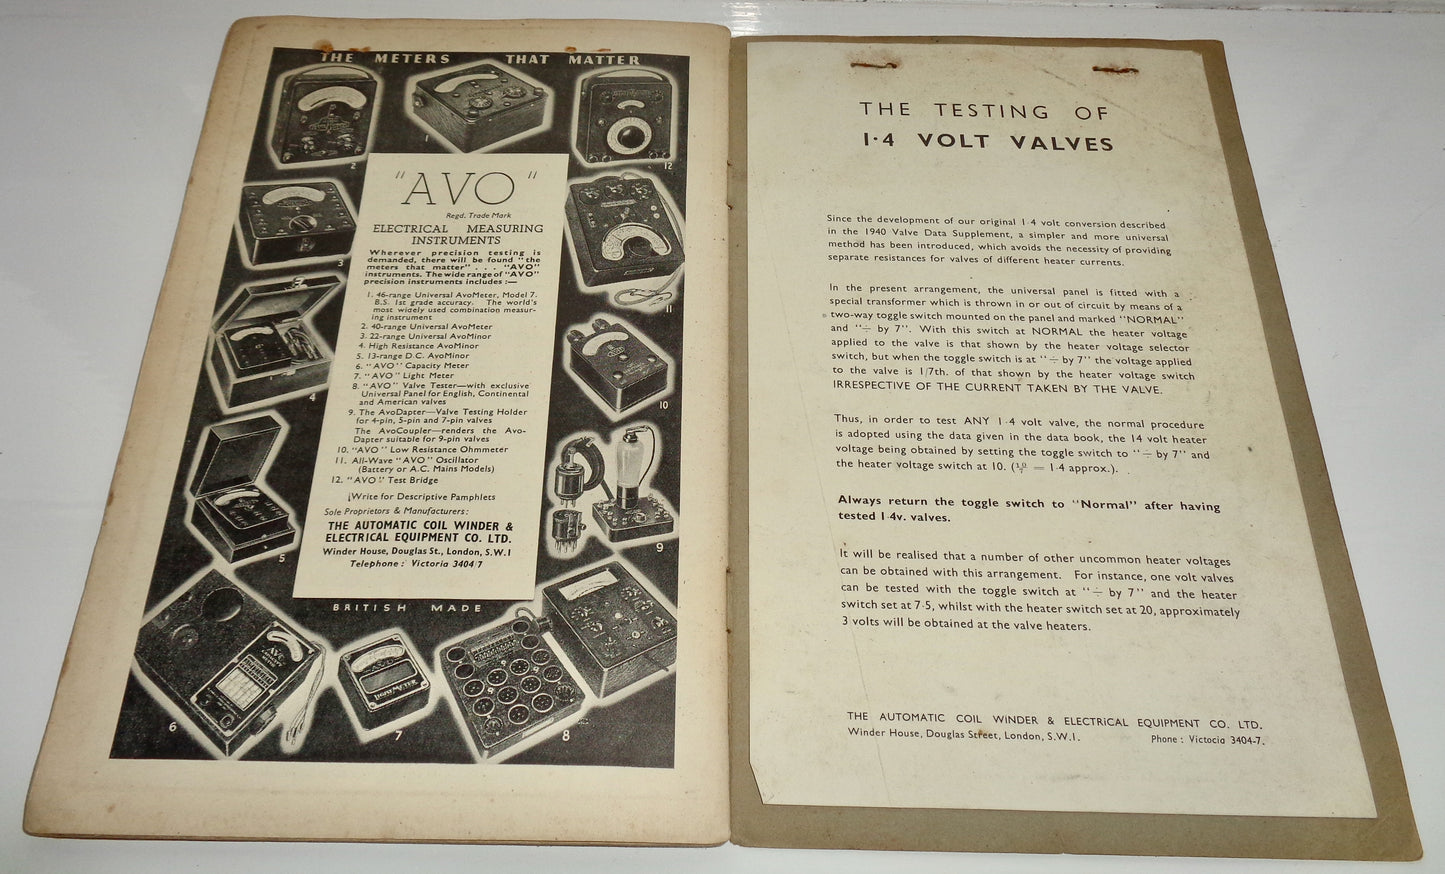 THE METERS THAT MATTER
"AVO"
Regd. Trade Mark
ELECTRICAL MEASURING
INSTRUMENTS
Wherever precision testing is
demanded, there will be found "the
meters that matter" . . . "AVO"
instruments. The wide range of "AVO"
precision instruments includes :—
1. 46-range Universal AvoMeter, Model 7.
B.S. 1st grade accuracy. The world's
most widely used combination measur-
ing instrument
2. 40-range Universal AvoMeter
3. 22-range Universal AvoMinor
4. High Resistance AvoMinor
5. 13-range D.C. AvoMinor
6. "AVO" Capacity Meter
7. "AVO" Light Meter
8. "AVO" Valve Tester—with exclusive
Universal Panel for English, Continental
and American valves
9. The AvoDapter—Valve Testing Holder
for 4-pin, 5-pin and 7-pin valves
The AvoCoupler—renders the Avo-
Dapter suitable for 9-pin valves
10. "AVO" Low Resistance Ohmmeter
11. All-Wave "AVO" Oscillator
(Battery or A.C. Mains Models)
12. "AVO" Test Bridge
Write for Descriptive Pamphlets
Sole Proprietors & Manufacturers:
THE AUTOMATIC COIL WINDER &
ELECTRICAL EQUIPMENT CO. LTD.
Winder House, Douglas St., London, S.W.1
Telephone: Victoria 3404/7
BRITISH MADE
1
2
3
4
5
6
7
8
9
10
11
12
LIGHTMETER
THE TESTING OF
1·4 VOLT VALVES
Since the development of our original 1·4 volt conversion described
in the 1940 Valve Data Supplement, a simpler and more universal
method has been introduced, which avoids the necessity of providing
separate resistances for valves of different heater currents.
In the present arrangement, the universal panel is fitted with a
special transformer which is thrown in or out of circuit by means of a
two-way toggle switch mounted on the panel and marked "NORMAL"
and "÷ by 7". With this switch at NORMAL the heater voltage
applied to the valve is that shown by the heater voltage selector
switch, but when the toggle switch is at "÷ by 7" the voltage applied
to the valve is 1/7th. of that shown by the heater voltage switch
IRRESPECTIVE OF THE CURRENT TAKEN BY THE VALVE.
Thus, in order to test ANY 1·4 volt valve, the normal procedure
is adopted using the data given in the data book, the 14 volt heater
voltage being obtained by setting the toggle switch to "÷ by 7" and
the heater voltage switch at 10. (10/7 = 1·4 approx.).
Always return the toggle switch to "Normal" after having
tested 1·4v. valves.
It will be realised that a number of other uncommon heater voltages
can be obtained with this arrangement. For instance, one volt valves
can be tested with the toggle switch at "÷ by 7" and the heater
switch set at 7·5, whilst with the heater switch set at 20, approximately
3 volts will be obtained at the valve heaters.
THE AUTOMATIC COIL WINDER & ELECTRICAL EQUIPMENT CO. LTD.
Winder House, Douglas Street, London, S.W.1. Phone: Victocia 3404-7.